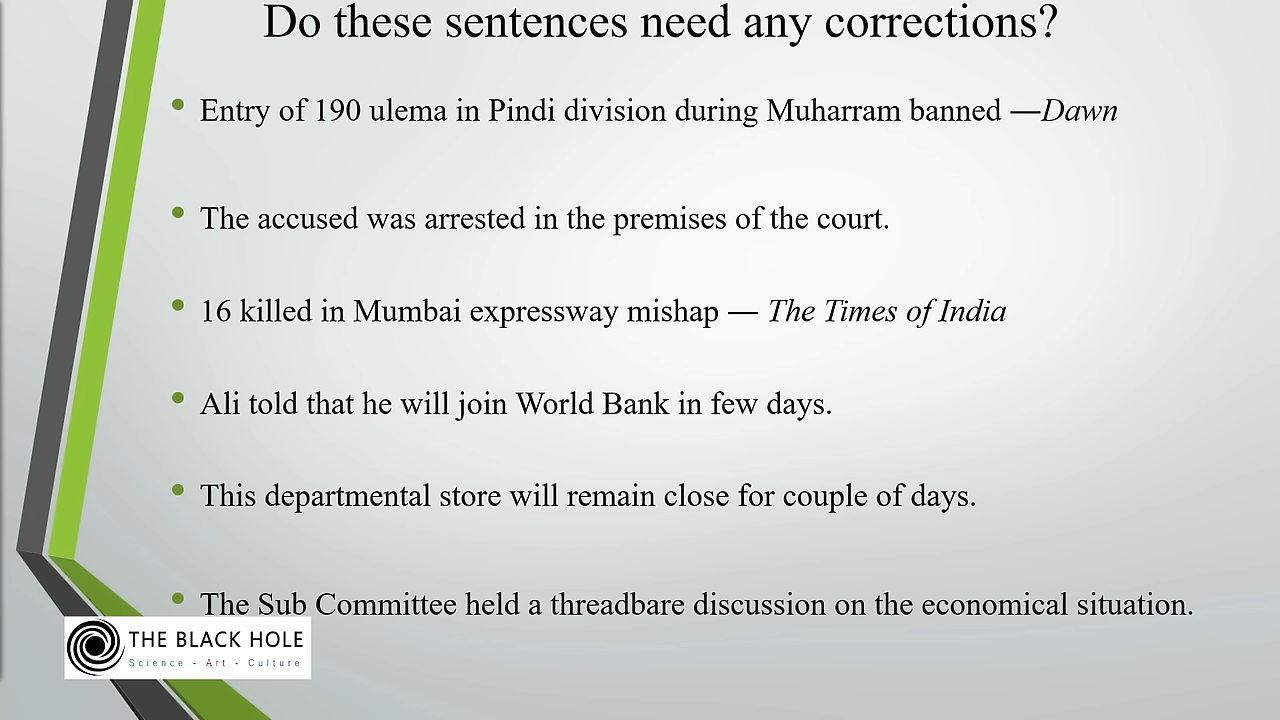 Do these sentences need any corrections?
• Entry of 190 ulema in Pindi division during Muharram banned —Dawn
• The accused was arrested in the premises of the court.
• 16 killed in Mumbai expressway mishap — The Times of India
• Ali told that he will join World Bank in few days.
• This departmental store will remain close for couple of days.
• The Sub Committee held a threadbare discussion on the economical situation.
THE BLACK HOLE
Science - Art - Culture